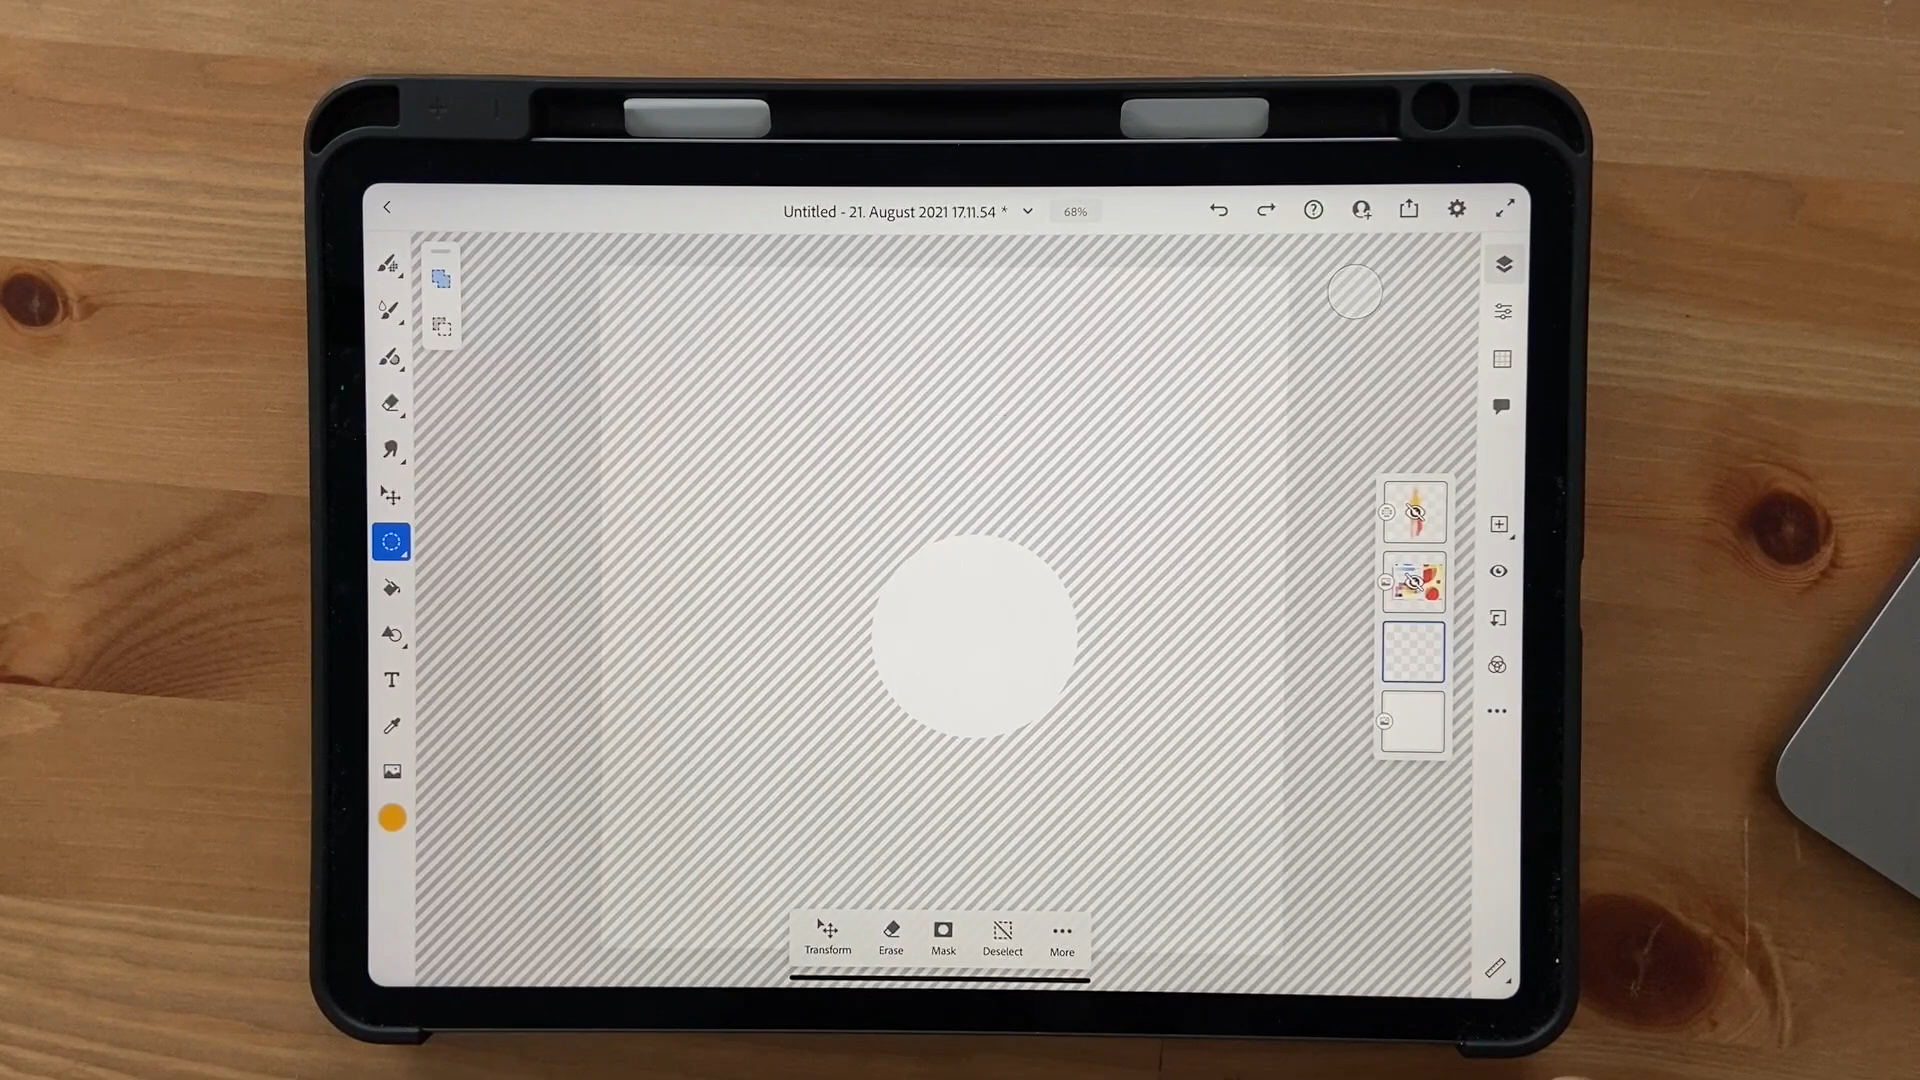 Untitled - 21. August 2021 17.11.54 *
68%
T
Transform
Erase
Mask
Deselect
More